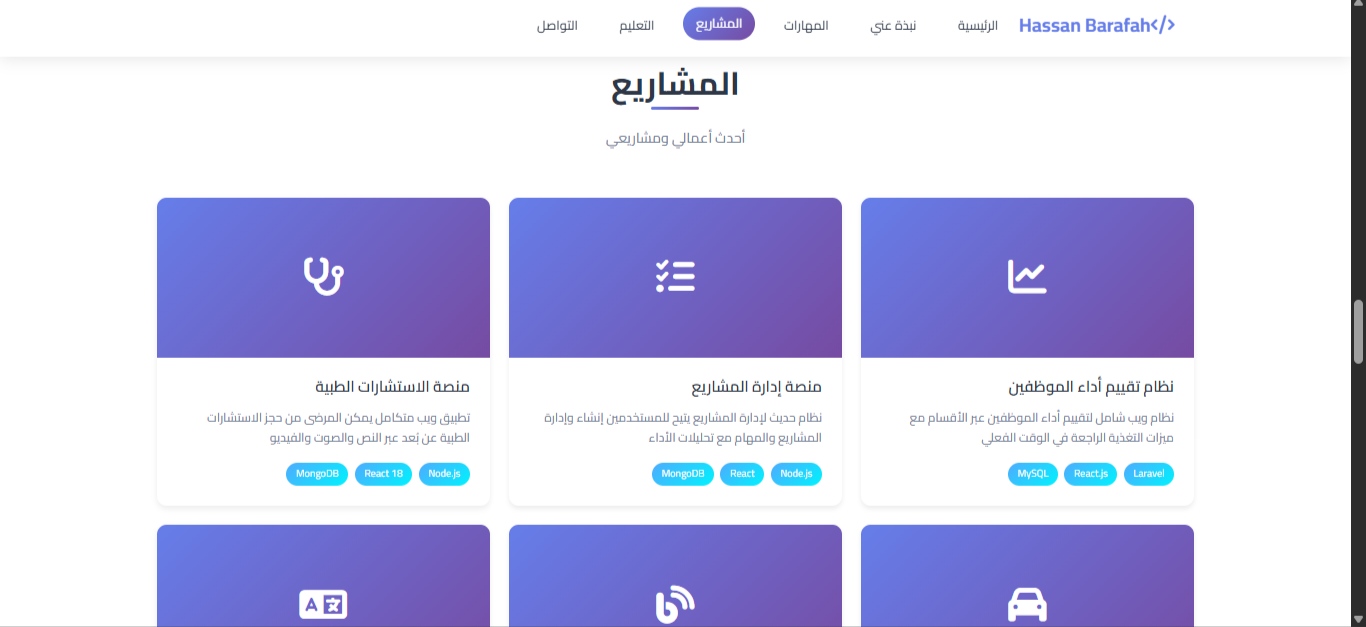 Hassan Barafah</>
الرئيسية
نبذة عني
المهارات
المشاريع
التعليم
التواصل
المشاريع
أحدث أعمالي ومشاريعي
نظام تقييم أداء الموظفين
نظام ويب شامل لتقييم أداء الموظفين عبر الأقسام مع
ميزات التغذية الراجعة في الوقت الفعلي
Laravel
React.js
MySQL
منصة إدارة المشاريع
نظام حديث لإدارة المشاريع يتيح للمستخدمين إنشاء وإدارة
المشاريع والمهام مع تحليلات الأداء
Node.js
React
MongoDB
منصة الاستشارات الطبية
تطبيق ويب متكامل يمكن المرضى من حجز الاستشارات
الطبية عن بُعد عبر النص والصوت والفيديو
Node.js
React 18
MongoDB